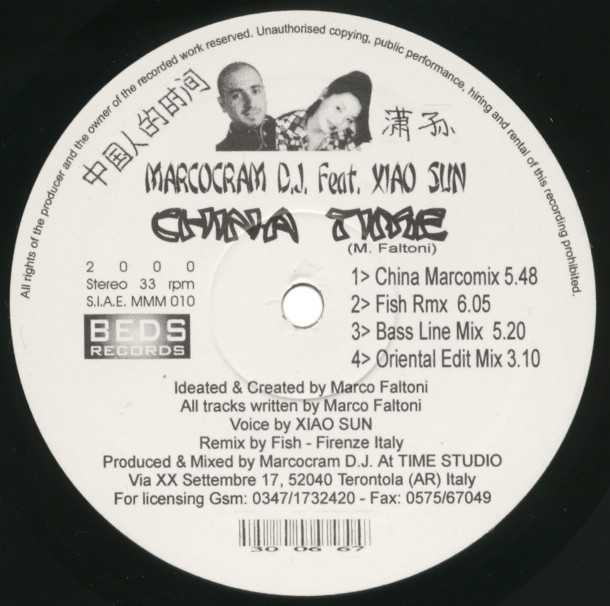 All rights of the producer and the owner of the recorded work reserved. Unauthorised copying, public performance, hiring and rental of this recording prohibited.
中国人的时间
潇孙
MARCOCRAM D.J. Feat. XIAO SUN
CHINA TIME
(M. Faltoni)
2 0 0 0
Stereo 33 rpm
S.I.A.E. MMM 010
BEDS
RECORDS
1> China Marcomix 5.48
2> Fish Rmx 6.05
3> Bass Line Mix 5.20
4> Oriental Edit Mix 3.10
Ideated & Created by Marco Faltoni
All tracks written by Marco Faltoni
Voice by XIAO SUN
Remix by Fish - Firenze Italy
Produced & Mixed by Marcocram D.J. At TIME STUDIO
Via XX Settembre 17, 52040 Terontola (AR) Italy
For licensing Gsm: 0347/1732420 - Fax: 0575/67049
30 06 67